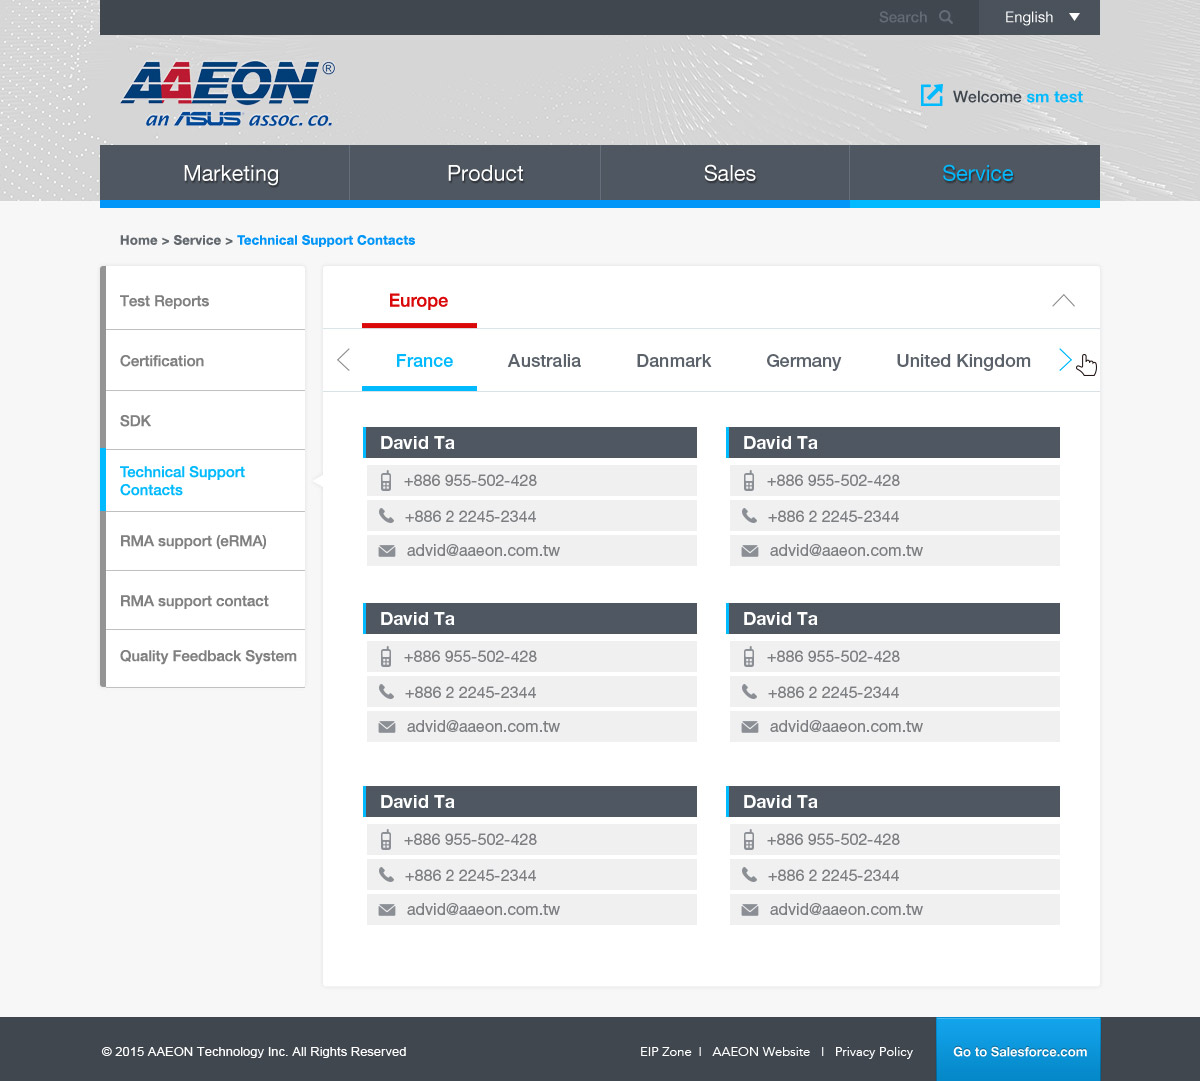 Search
English
AAEON®
an ASUS assoc. co.
Welcome sm test
Marketing
Product
Sales
Service
Home > Service > Technical Support Contacts
Test Reports
Certification
SDK
Technical Support
Contacts
RMA support (eRMA)
RMA support contact
Quality Feedback System
Europe
France
Australia
Danmark
Germany
United Kingdom
David Ta
+886 955-502-428
+886 2 2245-2344
advid@aaeon.com.tw
David Ta
+886 955-502-428
+886 2 2245-2344
advid@aaeon.com.tw
David Ta
+886 955-502-428
+886 2 2245-2344
advid@aaeon.com.tw
David Ta
+886 955-502-428
+886 2 2245-2344
advid@aaeon.com.tw
David Ta
+886 955-502-428
+886 2 2245-2344
advid@aaeon.com.tw
David Ta
+886 955-502-428
+886 2 2245-2344
advid@aaeon.com.tw
© 2015 AAEON Technology Inc. All Rights Reserved
EIP Zone | AAEON Website | Privacy Policy
Go to Salesforce.com